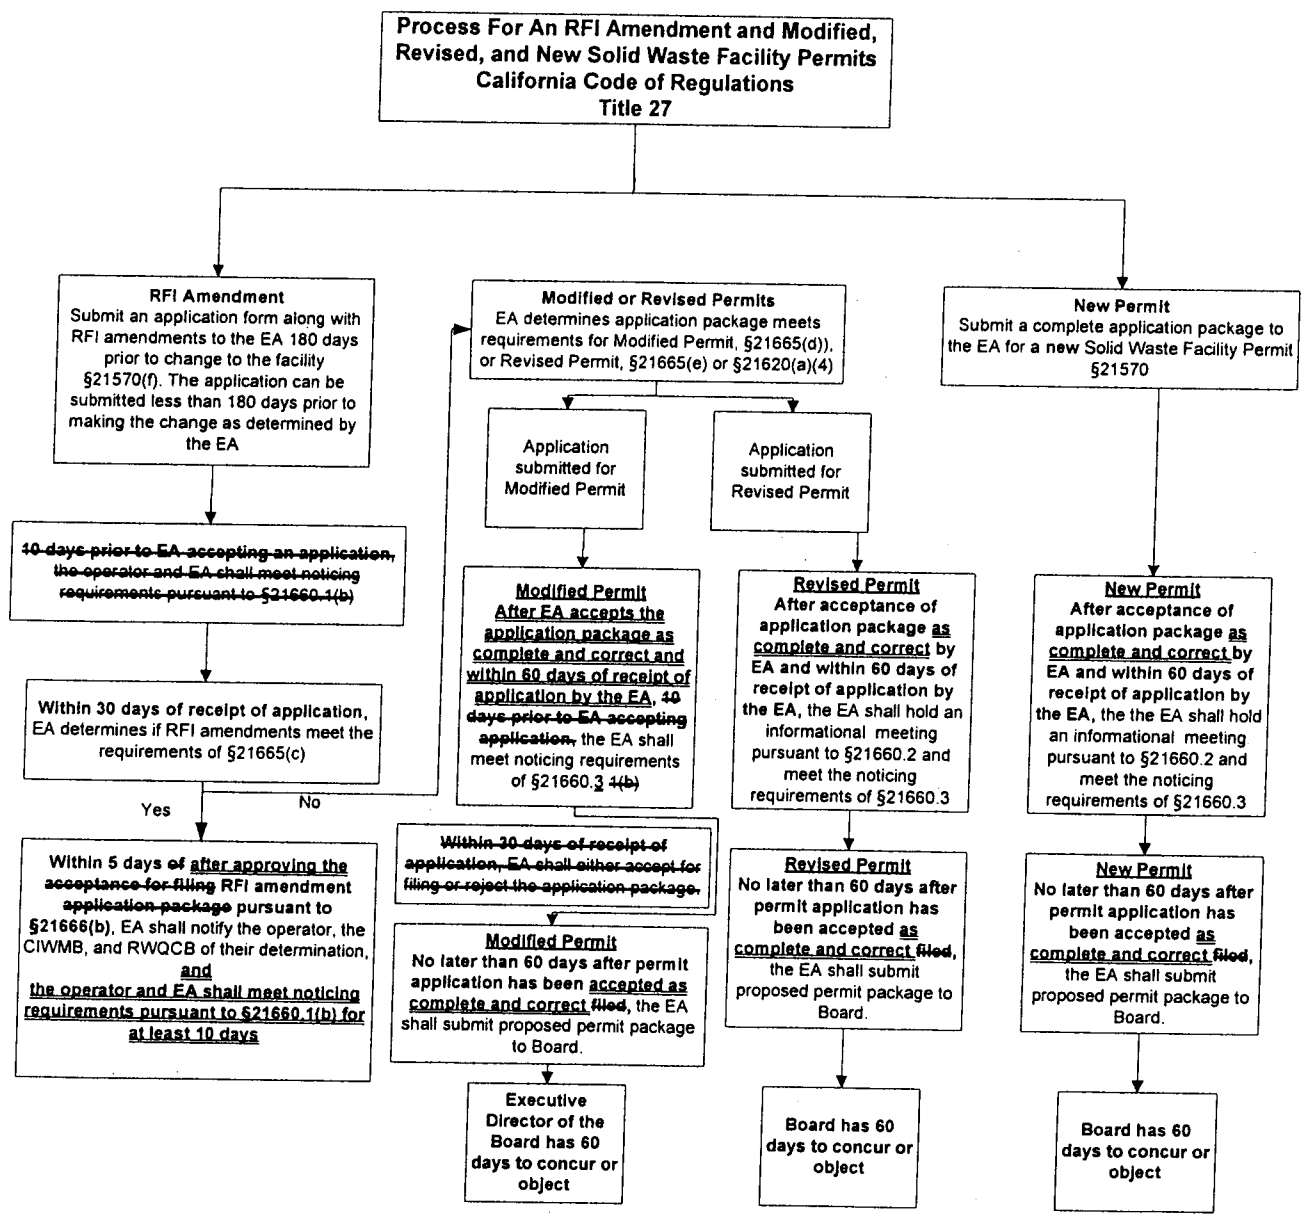 Process For An RFI Amendment and Modified,
Revised, and New Solid Waste Facility Permits
California Code of Regulations
Title 27
RFI Amendment
Submit an application form along with
RFI amendments to the EA 180 days
prior to change to the facility
§21570(f). The application can be
submitted less than 180 days prior to
making the change as determined by
the EA
10 days prior to EA accepting an application,
the operator and EA shall meet noticing
requirements pursuant to §21660.1(b)
Within 30 days of receipt of application,
EA determines if RFI amendments meet the
requirements of §21665(c)
Yes
No
Within 5 days of after approving the
acceptance for filing RFI amendment
application package pursuant to
§21666(b), EA shall notify the operator, the
CIWMB, and RWQCB of their determination,
and
the operator and EA shall meet noticing
requirements pursuant to §21660.1(b) for
at least 10 days
Modified or Revised Permits
EA determines application package meets
requirements for Modified Permit, §21665(d)),
or Revised Permit, §21665(e) or §21620(a)(4)
Application
submitted for
Modified Permit
Modified Permit
After EA accepts the
application package as
complete and correct and
within 60 days of receipt of
application by the EA, 10
days prior to EA accepting
application, the EA shall
meet noticing requirements
of §21660.3 1(b)
Within 30 days of receipt of
application, EA shall either accept for
filing or reject the application package.
Modified Permit
No later than 60 days after permit
application has been accepted as
complete and correct filed, the EA
shall submit proposed permit package
to Board.
Executive
Director of the
Board has 60
days to concur or
object
Application
submitted for
Revised Permit
Revised Permit
After acceptance of
application package as
complete and correct by
EA and within 60 days of
receipt of application by
the EA, the EA shall hold an
informational meeting
pursuant to §21660.2 and
meet the noticing
requirements of §21660.3
Revised Permit
No later than 60 days after
permit application has
been accepted as
complete and correct filed,
the EA shall submit
proposed permit package to
Board.
Board has 60
days to concur or
object
New Permit
Submit a complete application package to
the EA for a new Solid Waste Facility Permit
§21570
New Permit
After acceptance of
application package as
complete and correct by
EA and within 60 days of
receipt of application by
the EA, the the EA shall hold
an informational meeting
pursuant to §21660.2 and
meet the noticing
requirements of §21660.3
New Permit
No later than 60 days after
permit application has
been accepted as
complete and correct filed,
the EA shall submit
proposed permit package to
Board.
Board has 60
days to concur or
object